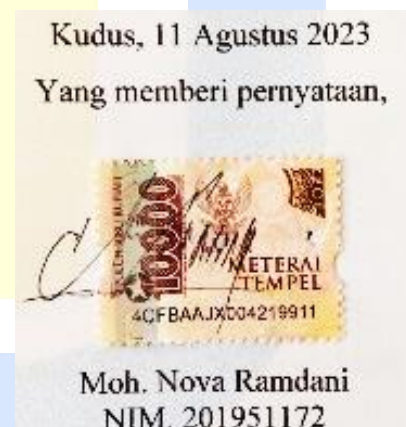 Kudus, 11 Agustus 2023
Yang memberi pernyataan,
10000
METERAI
TEMPEL
4CFBAAJX004219911
Moh. Nova Ramdani
NIM. 201951172